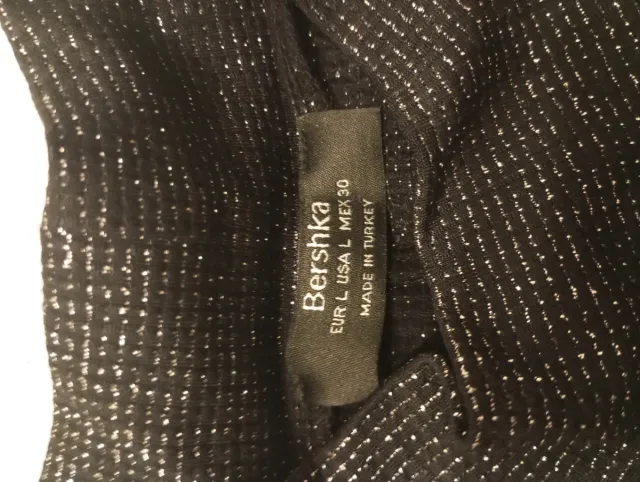 Bershka
EUR L USA L MEX 30
MADE IN TURKEY